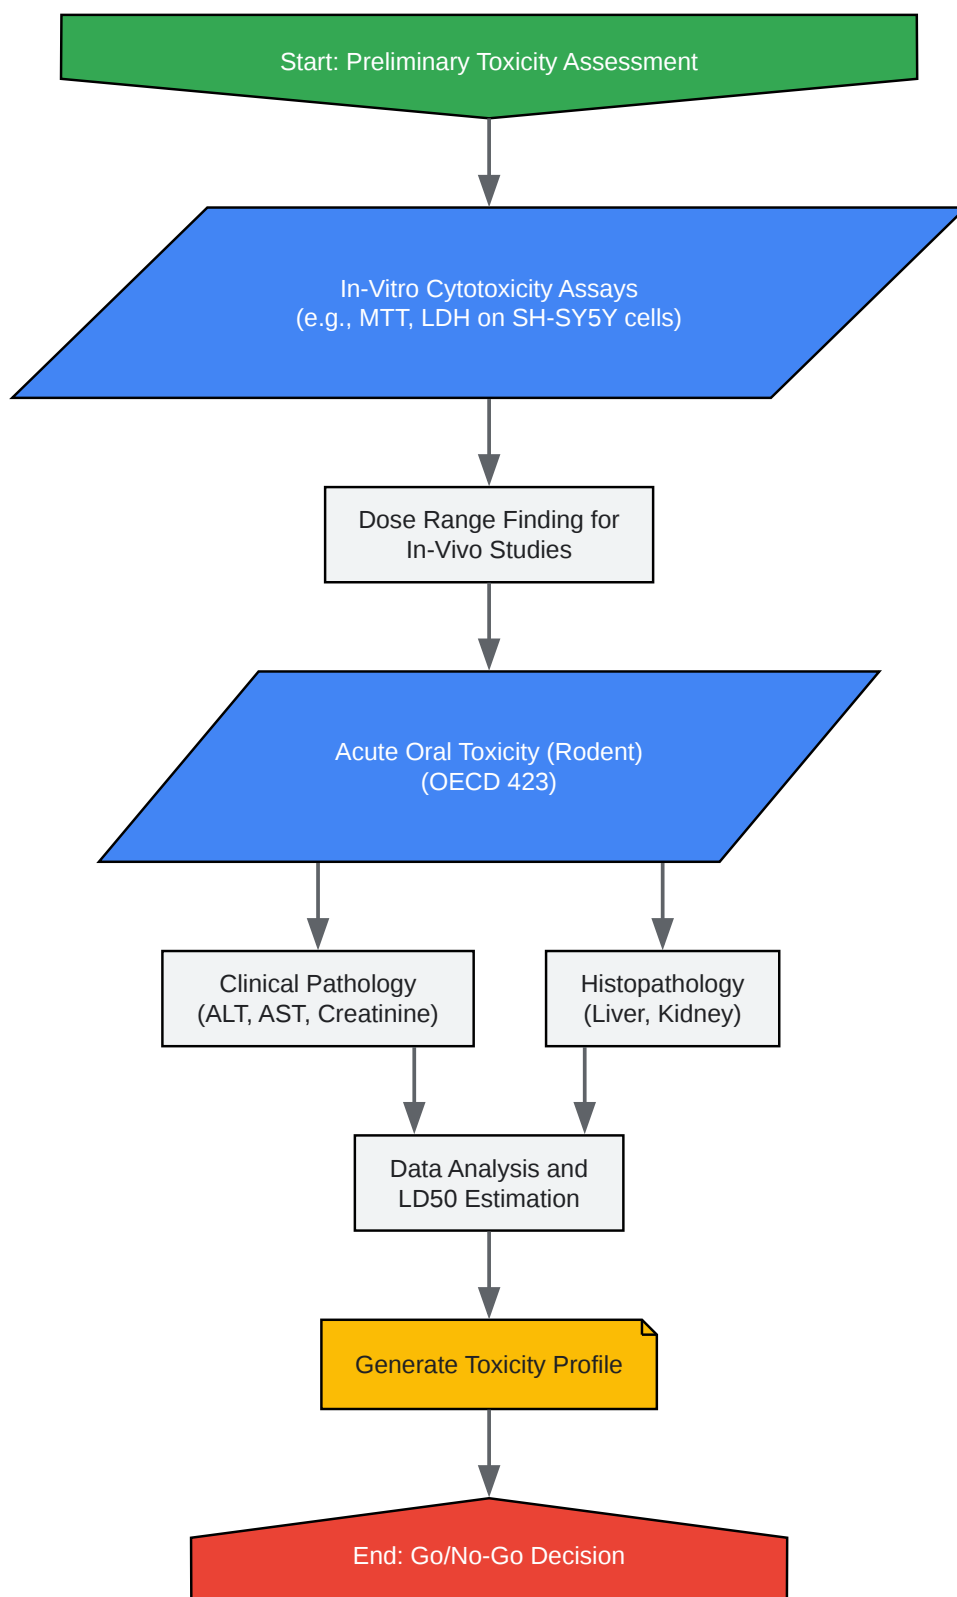 Start: Preliminary Toxicity Assessment
In-Vitro Cytotoxicity Assays
(e.g., MTT, LDH on SH-SY5Y cells)
Dose Range Finding for
In-Vivo Studies
Acute Oral Toxicity (Rodent)
(OECD 423)
Clinical Pathology
(ALT, AST, Creatinine)
Histopathology
(Liver, Kidney)
Data Analysis and
LD50 Estimation
Generate Toxicity Profile
End: Go/No-Go Decision